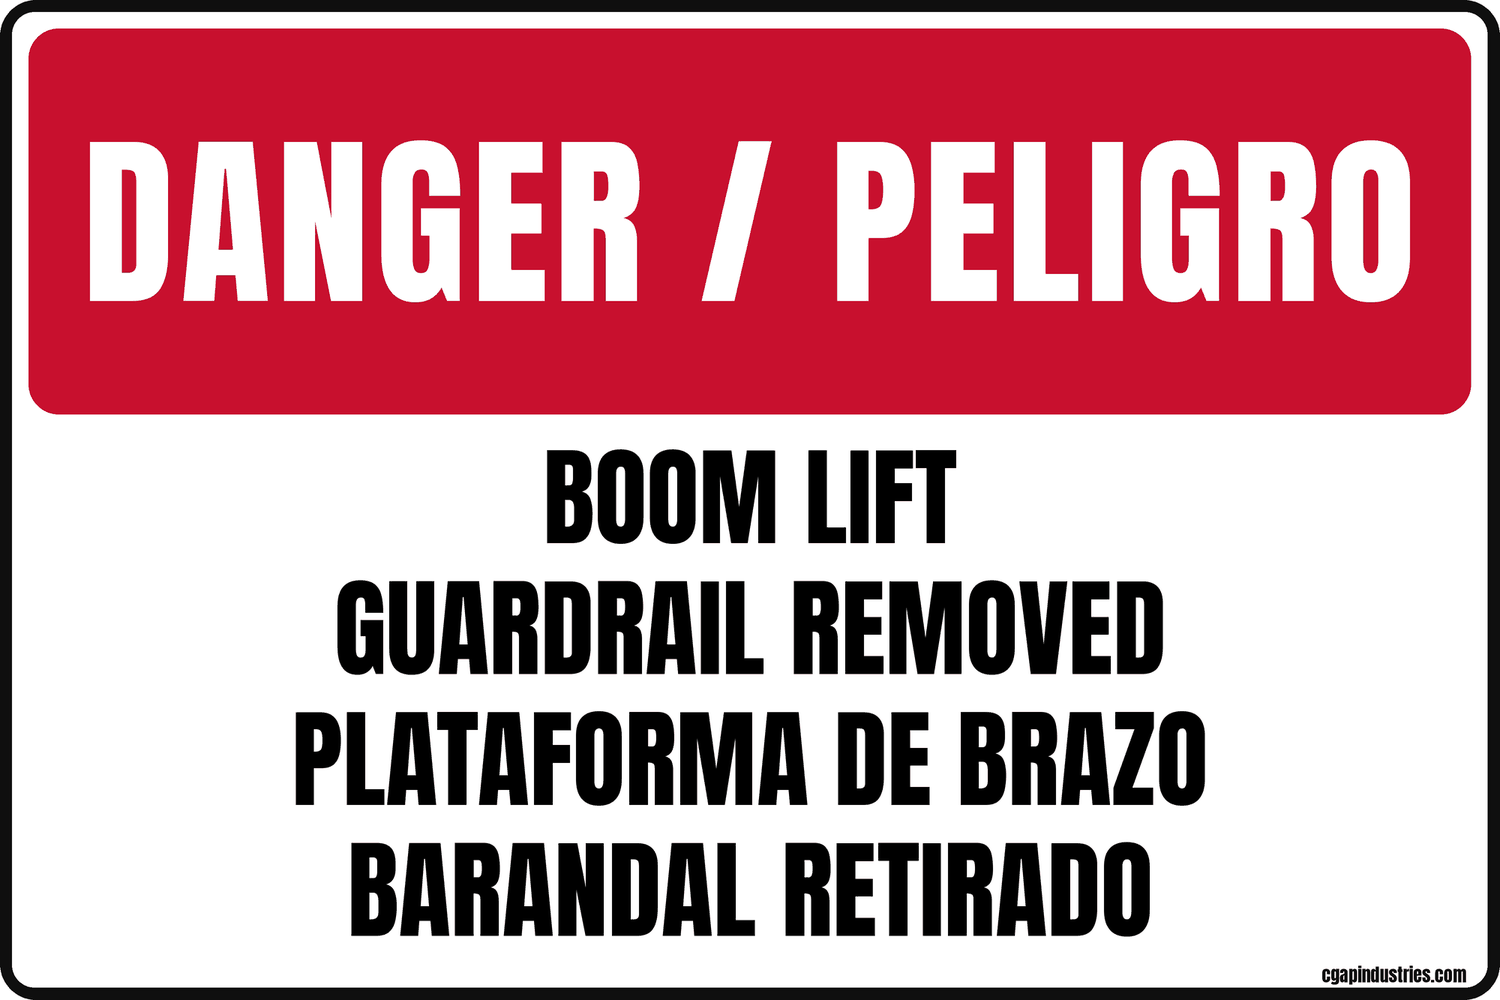 DANGER / PELIGRO
BOOM LIFT
GUARDRAIL REMOVED
PLATAFORMA DE BRAZO
BARANDAL RETIRADO
cgapindustries.com